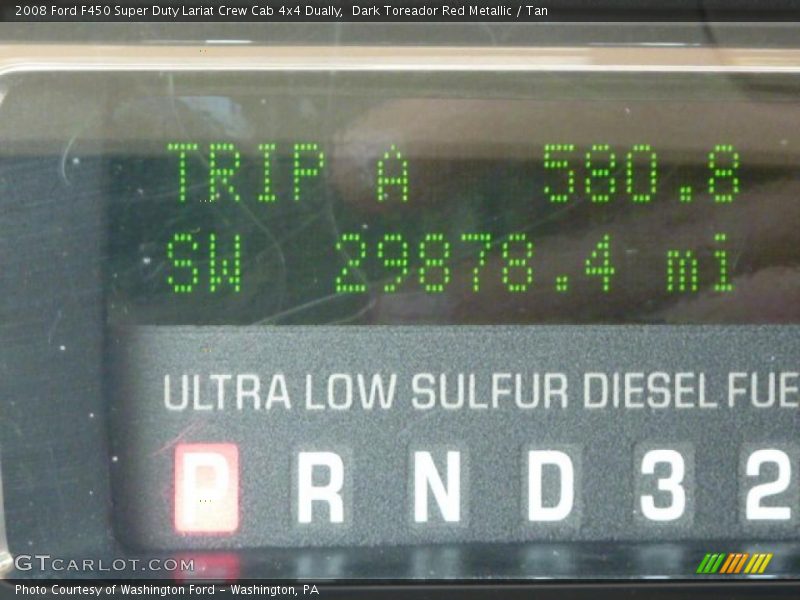 2008 Ford F450 Super Duty Lariat Crew Cab 4x4 Dually, Dark Toreador Red Metallic / Tan
TRIP A 580.8
SW 29878.4 mi
ULTRA LOW SULFUR DIESEL FUE
P R N D 3 2
GTCARLOT.COM
Photo Courtesy of Washington Ford - Washington, PA